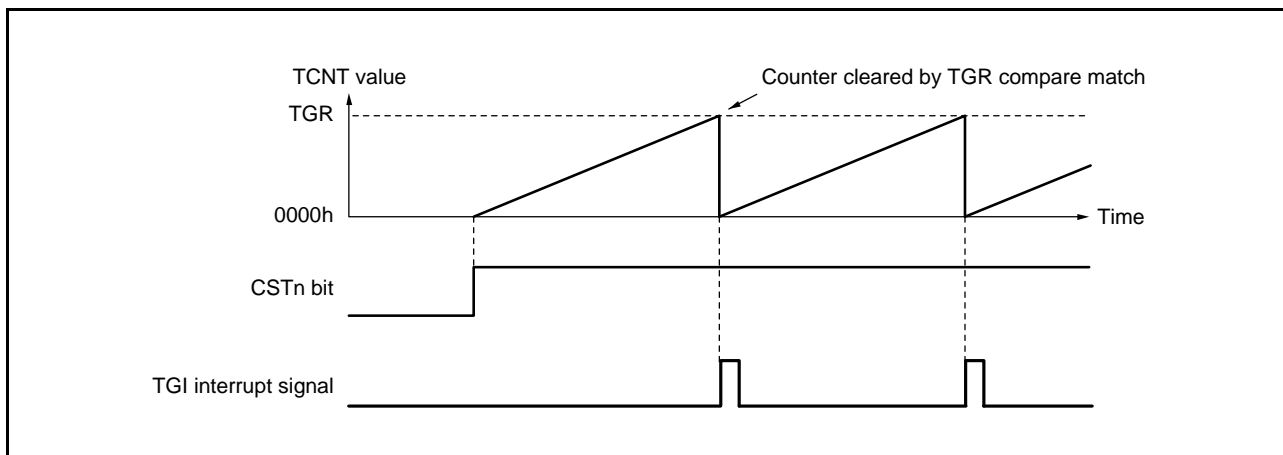 TCNT value
Counter cleared by TGR compare match
TGR
0000h
Time
CSTn bit
TGI interrupt signal